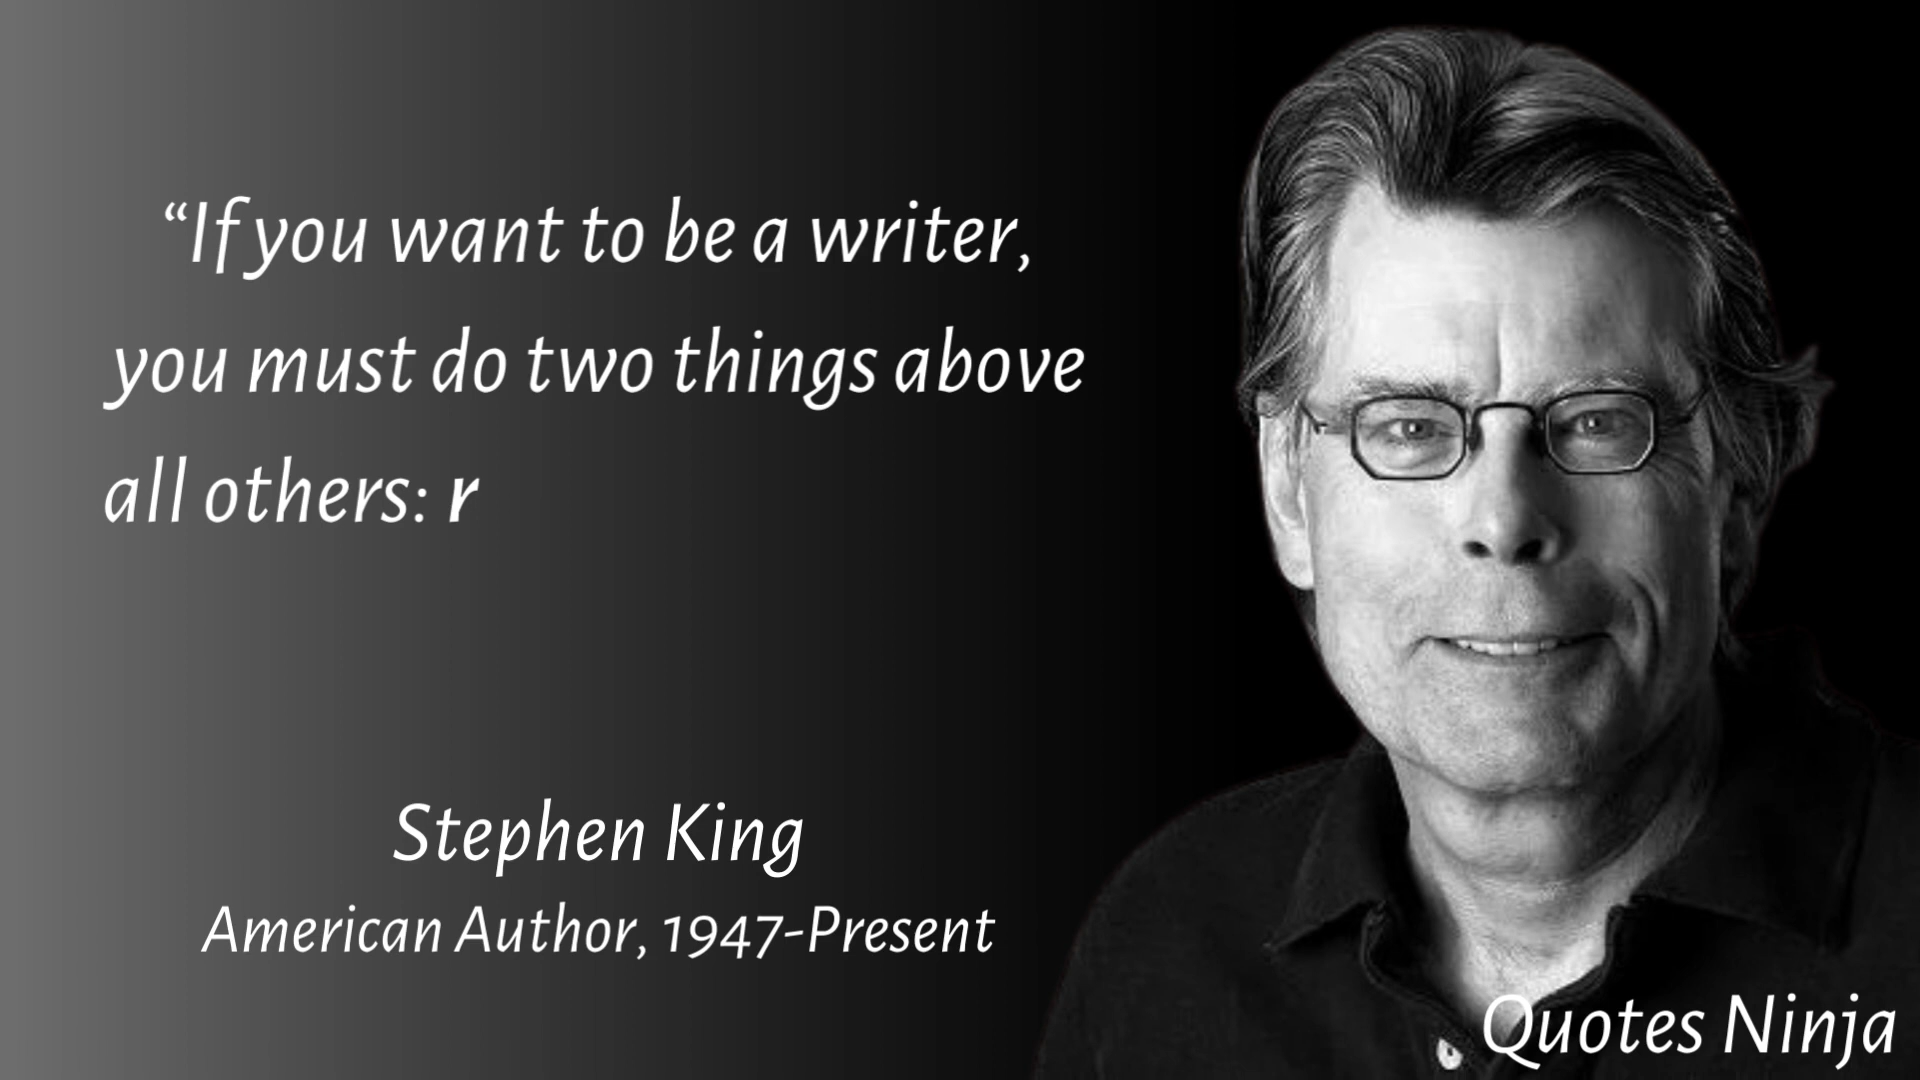 “If you want to be a writer,
you must do two things above
all others: r
Stephen King
American Author, 1947-Present
Quotes Ninja